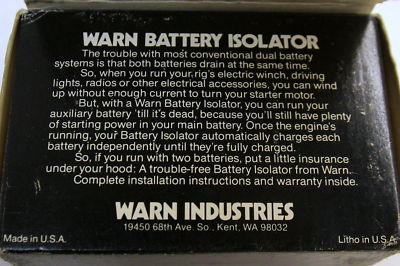 WARN BATTERY ISOLATOR
The trouble with most conventional dual battery
systems is that both batteries drain at the same time.
So, when you run your rig's electric winch, driving
lights, radios or other electrical accessories, you can wind
up without enough current to turn your starter motor.
But, with a Warn Battery Isolator, you can run your
auxiliary battery 'till it's dead, because you'll still have plenty
of starting power in your main battery. Once the engine's
running, your Battery Isolator automatically charges each
battery independently until they're fully charged.
So, if you run with two batteries, put a little insurance
under your hood: A trouble-free Battery Isolator from Warn.
Complete installation instructions and warranty inside.
WARN INDUSTRIES
19450 68th Ave. So., Kent, WA 98032
Made in U.S.A.
Litho in U.S.A.